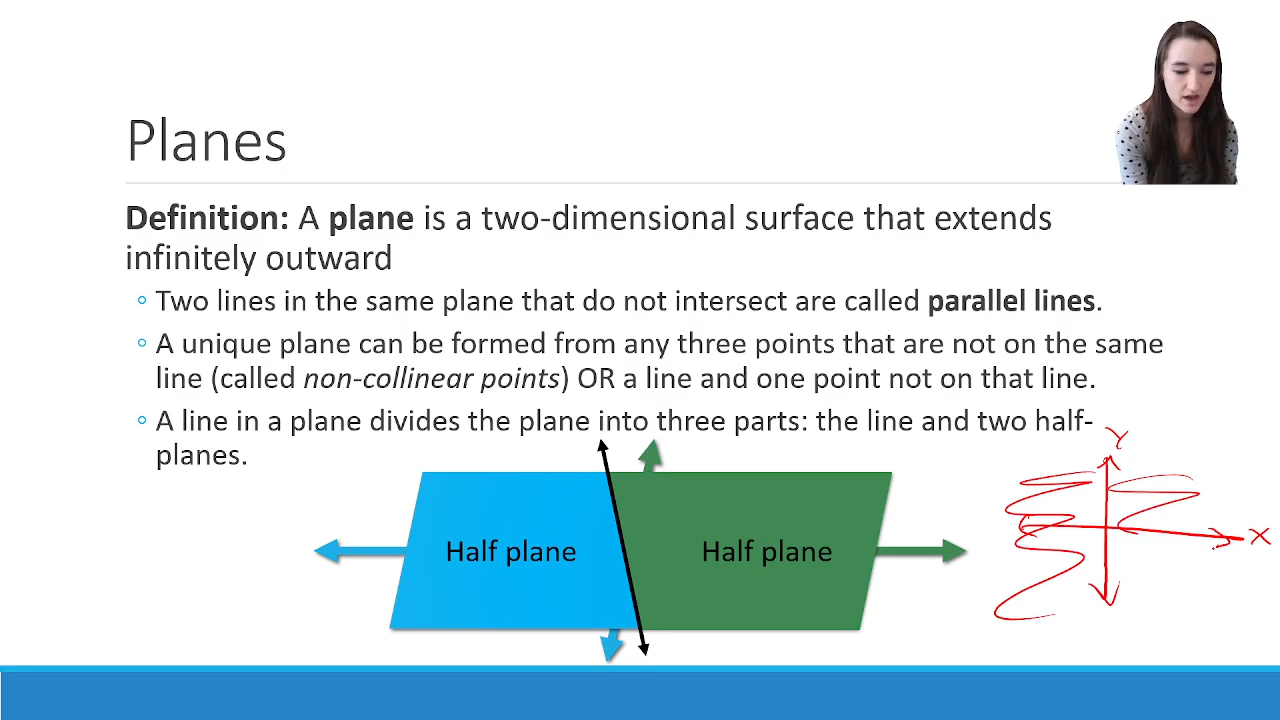 Planes
Definition: A plane is a two-dimensional surface that extends
infinitely outward
◦ Two lines in the same plane that do not intersect are called parallel lines.
◦ A unique plane can be formed from any three points that are not on the same
line (called non-collinear points) OR a line and one point not on that line.
◦ A line in a plane divides the plane into three parts: the line and two half-
planes.
Y
X
Half plane
Half plane